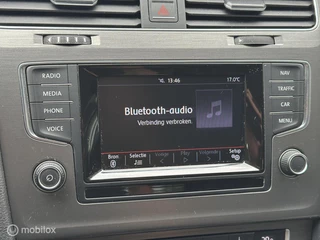 RADIO
MEDIA
PHONE
VOICE
13:46
17.0°C
Bluetooth-audio
Verbinding verbroken.
Bron
Selectie
Setup
NAV
TRAFFIC
CAR
MENU
mobilox